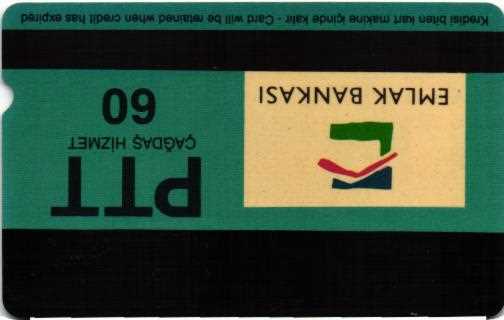 EMLAK BANKASI
PTT
ÇAĞDAŞ HİZMET
60
Kredisi biten kart makine içinde kalır - Card will be retained when credit has expired